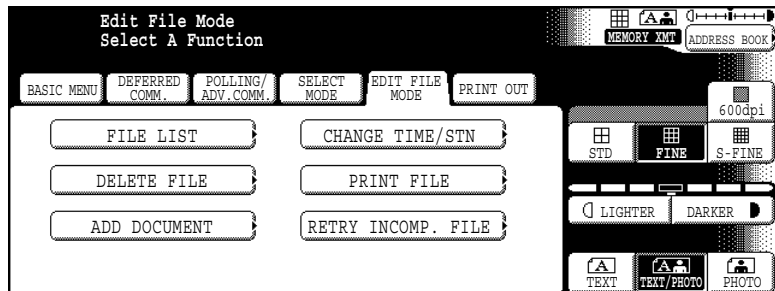 Edit File Mode
Select A Function
MEMORY XMT
ADDRESS BOOK
BASIC MENU
DEFERRED
COMM.
POLLING/
ADV.COMM.
SELECT
MODE
EDIT FILE
MODE
PRINT OUT
600dpi
FILE LIST
CHANGE TIME/STN
STD
FINE
S-FINE
DELETE FILE
PRINT FILE
LIGHTER
DARKER
ADD DOCUMENT
RETRY INCOMP. FILE
A
TEXT
A
TEXT/PHOTO
PHOTO
A